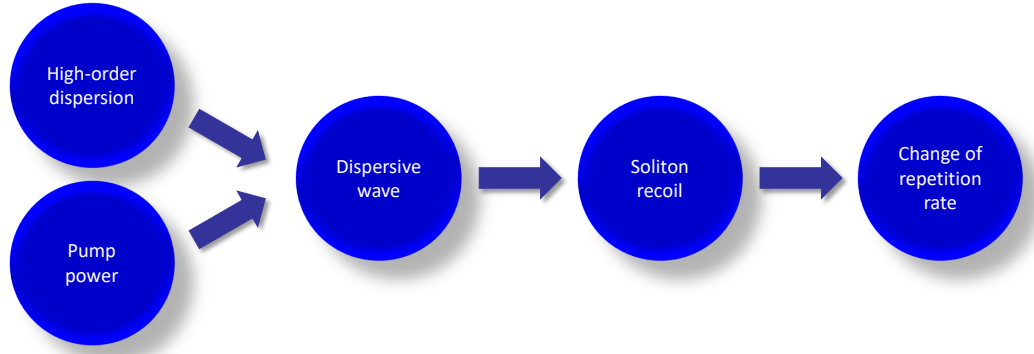 High-order
dispersion
Pump
power
Dispersive
wave
Soliton
recoil
Change of
repetition
rate